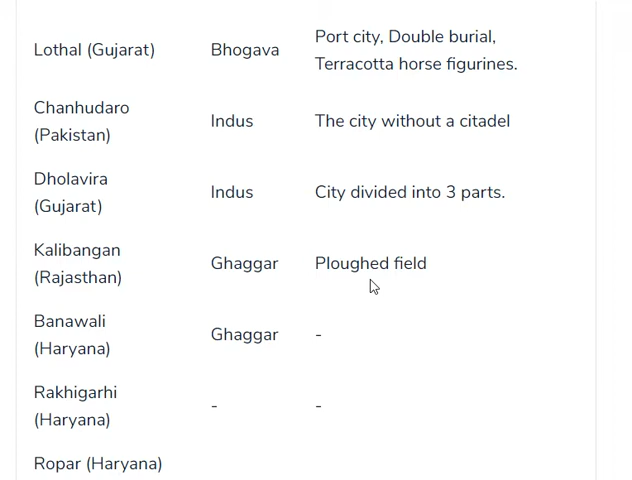 Lothal (Gujarat) Bhogava Port city, Double burial,
Terracotta horse figurines.
Chanhudaro
(Pakistan) Indus The city without a citadel
Dholavira
(Gujarat) Indus City divided into 3 parts.
Kalibangan
(Rajasthan) Ghaggar Ploughed field
Banawali
(Haryana) Ghaggar -
Rakhigarhi
(Haryana) - -
Ropar (Haryana)